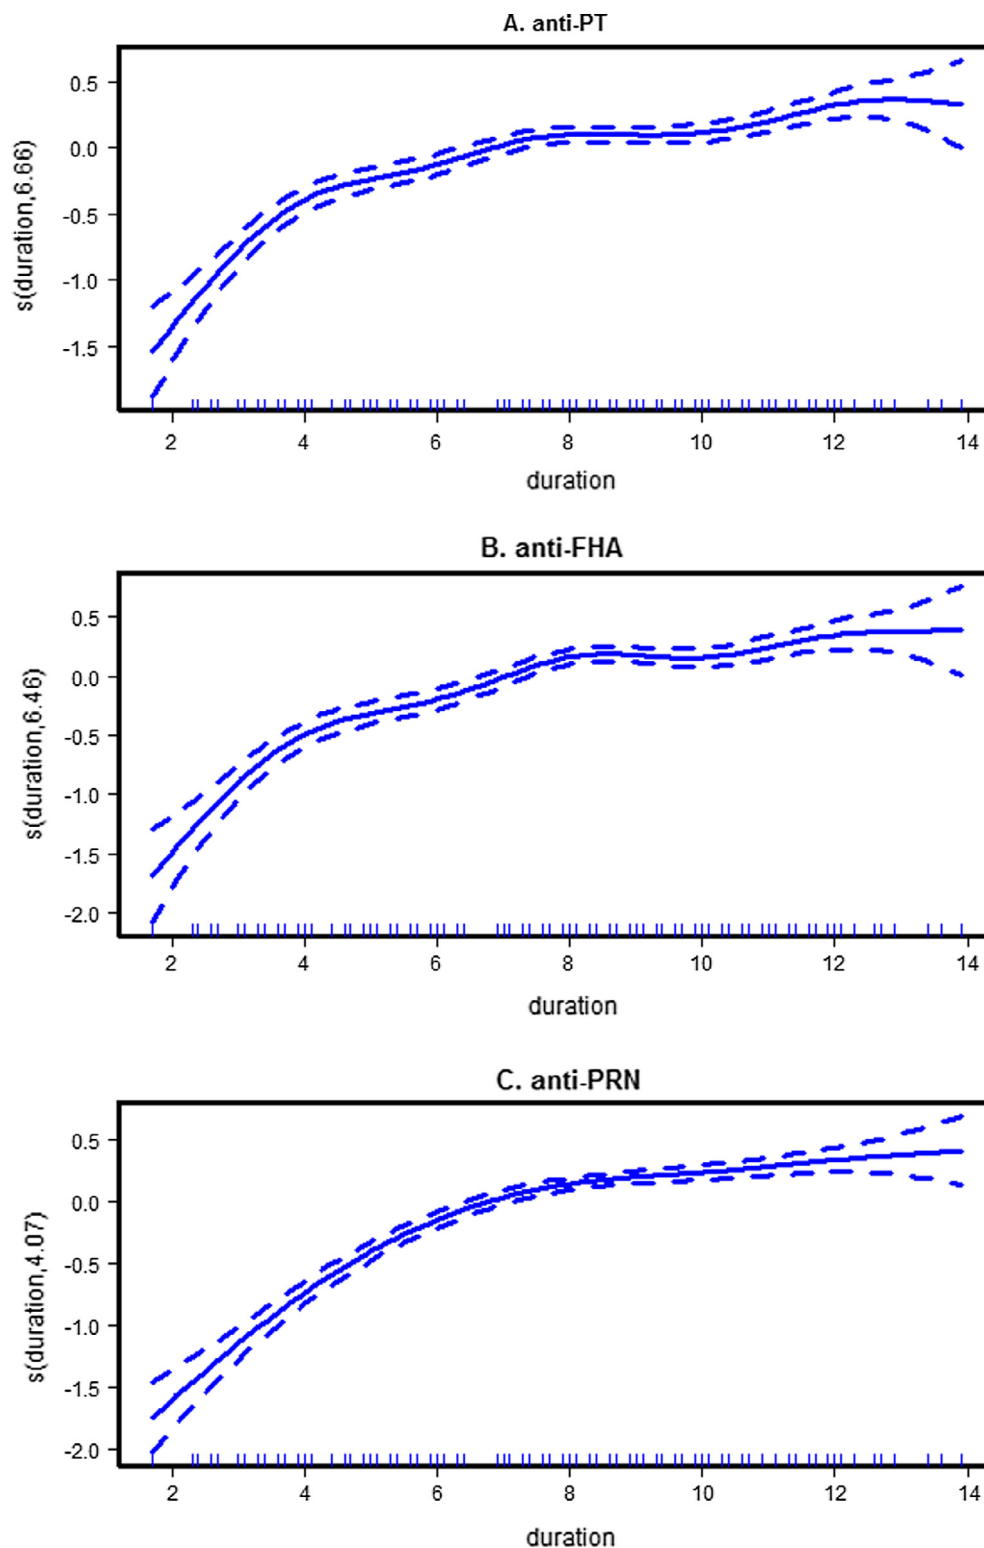 A. anti-PT
s(duration,6.66)
0.5
0.0
-0.5
-1.0
-1.5
2 4 6 8 10 12 14
duration
B. anti-FHA
s(duration,6.46)
0.5
0.0
-0.5
-1.0
-1.5
-2.0
2 4 6 8 10 12 14
duration
C. anti-PRN
s(duration,4.07)
0.5
0.0
-0.5
-1.0
-1.5
-2.0
2 4 6 8 10 12 14
duration